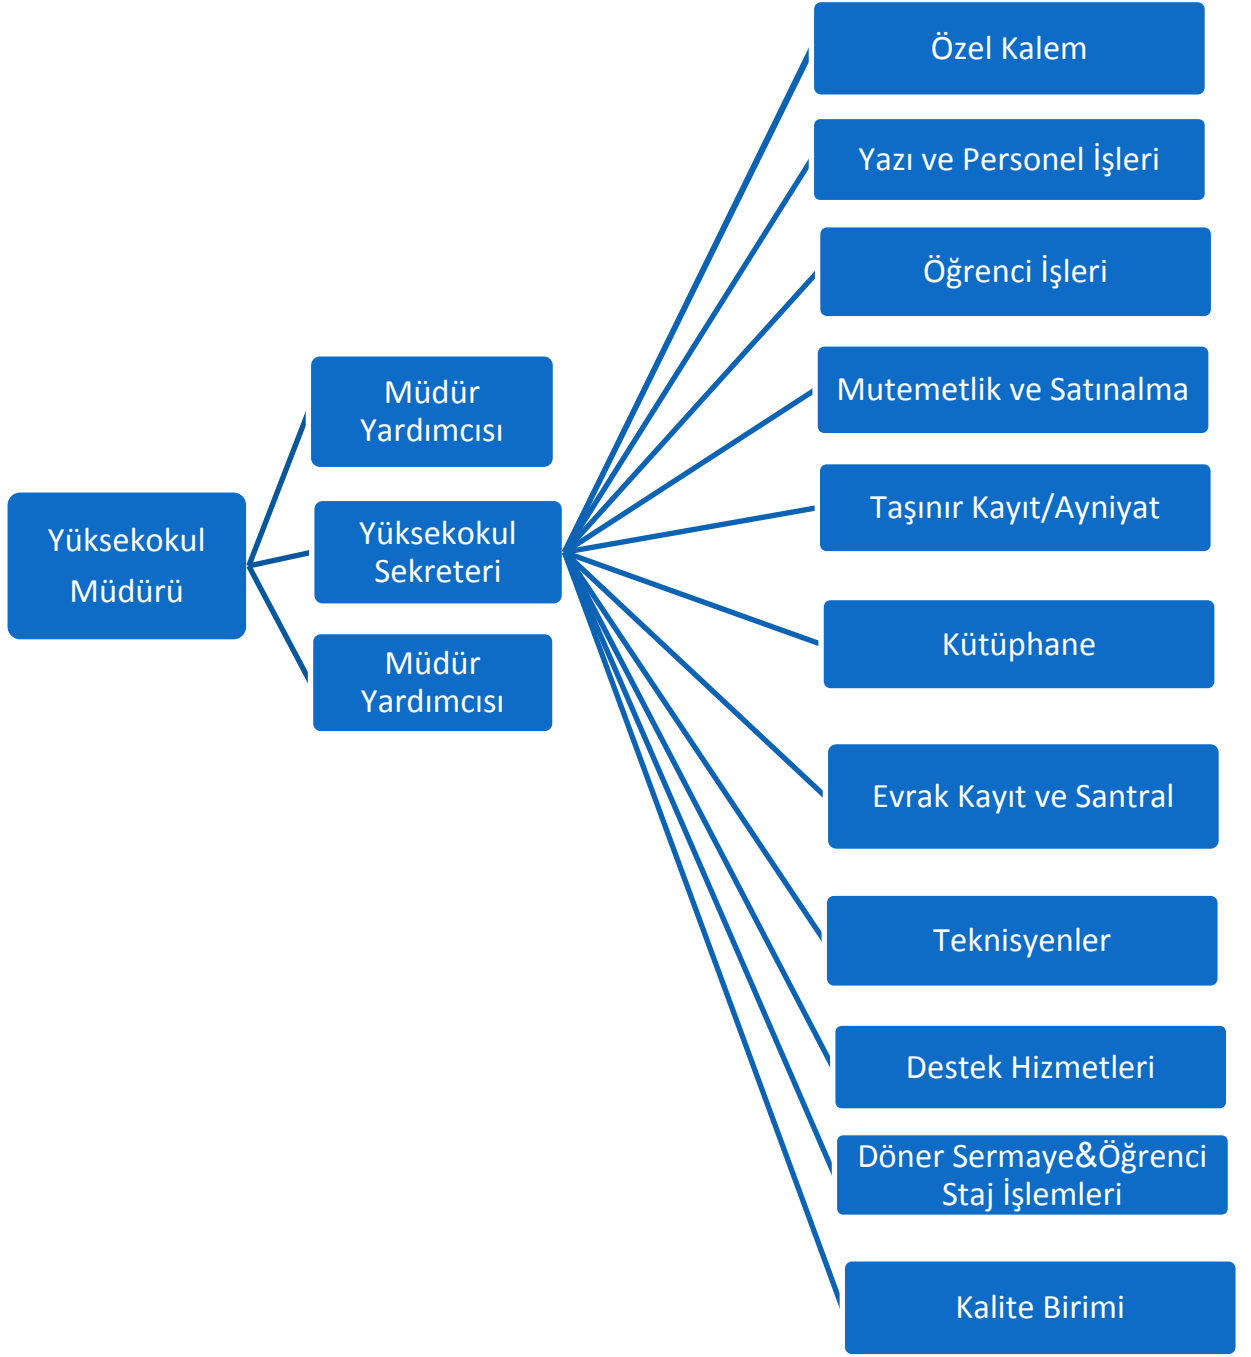 Yüksekokul
Müdürü
Müdür
Yardımcısı
Yüksekokul
Sekreteri
Müdür
Yardımcısı
Özel Kalem
Yazı ve Personel İşleri
Öğrenci İşleri
Mutemetlik ve Satınalma
Taşınır Kayıt/Ayniyat
Kütüphane
Evrak Kayıt ve Santral
Teknisyenler
Destek Hizmetleri
Döner Sermaye&Öğrenci
Staj İşlemleri
Kalite Birimi